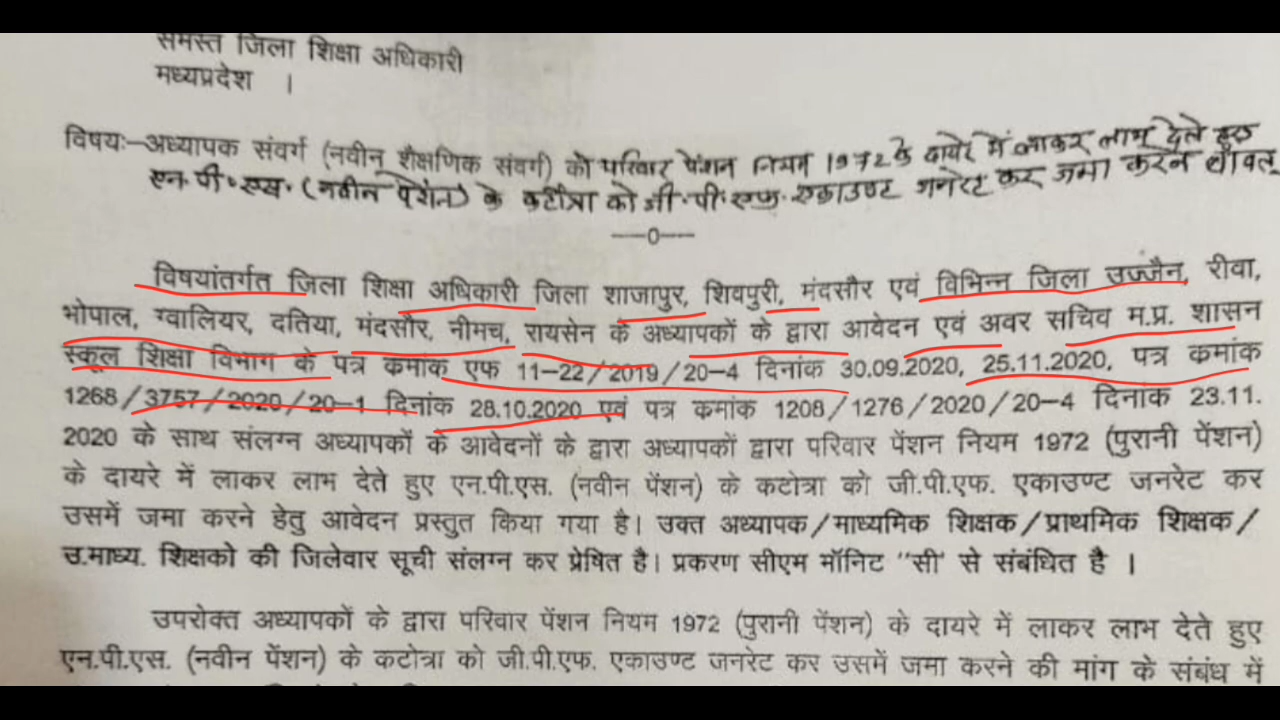 समस्त जिला शिक्षा अधिकारी
मध्यप्रदेश ।
विषयः–अध्यापक संवर्ग (नवीन शैक्षणिक संवर्ग) को परिवार पेंशन नियम 1972 के दायरे में लाकर लाभ देते हुए
एन.पी.एस. (नवीन पेंशन) के कटौत्रा को जी.पी.एफ. एकाउण्ट जनरेट कर जमा करने बावत्
—0—
विषयांतर्गत जिला शिक्षा अधिकारी जिला शाजापुर, शिवपुरी, मंदसौर एवं विभिन्न जिला उज्जैन, रीवा,
भोपाल, ग्वालियर, दतिया, मंदसौर, नीमच, रायसेन के अध्यापकों के द्वारा आवेदन एवं अवर सचिव म.प्र. शासन
स्कूल शिक्षा विभाग के पत्र कमांक एफ 11–22/2019/20–4 दिनांक 30.09.2020, 25.11.2020, पत्र कमांक
1268/3757/2020/20–1 दिनांक 28.10.2020 एवं पत्र कमांक 1208/1276/2020/20–4 दिनांक 23.11.
2020 के साथ संलग्न अध्यापकों के आवेदनों के द्वारा अध्यापकों द्वारा परिवार पेंशन नियम 1972 (पुरानी पेंशन)
के दायरे में लाकर लाभ देते हुए एन.पी.एस. (नवीन पेंशन) के कटोत्रा को जी.पी.एफ. एकाउण्ट जनरेट कर
उसमें जमा करने हेतु आवेदन प्रस्तुत किया गया है। उक्त अध्यापक/माध्यमिक शिक्षक/प्राथमिक शिक्षक/
उ.माध्य. शिक्षको की जिलेवार सूची संलग्न कर प्रेषित है। प्रकरण सीएम मॉनिट "सी' से संबंधित है ।
उपरोक्त अध्यापकों के द्वारा परिवार पेंशन नियम 1972 (पुरानी पेंशन) के दायरे में लाकर लाभ देते हुए
एन.पी.एस. (नवीन पेंशन) के कटोत्रा को जी.पी.एफ. एकाउण्ट जनरेट कर उसमें जमा करने की मांग के संबंध में